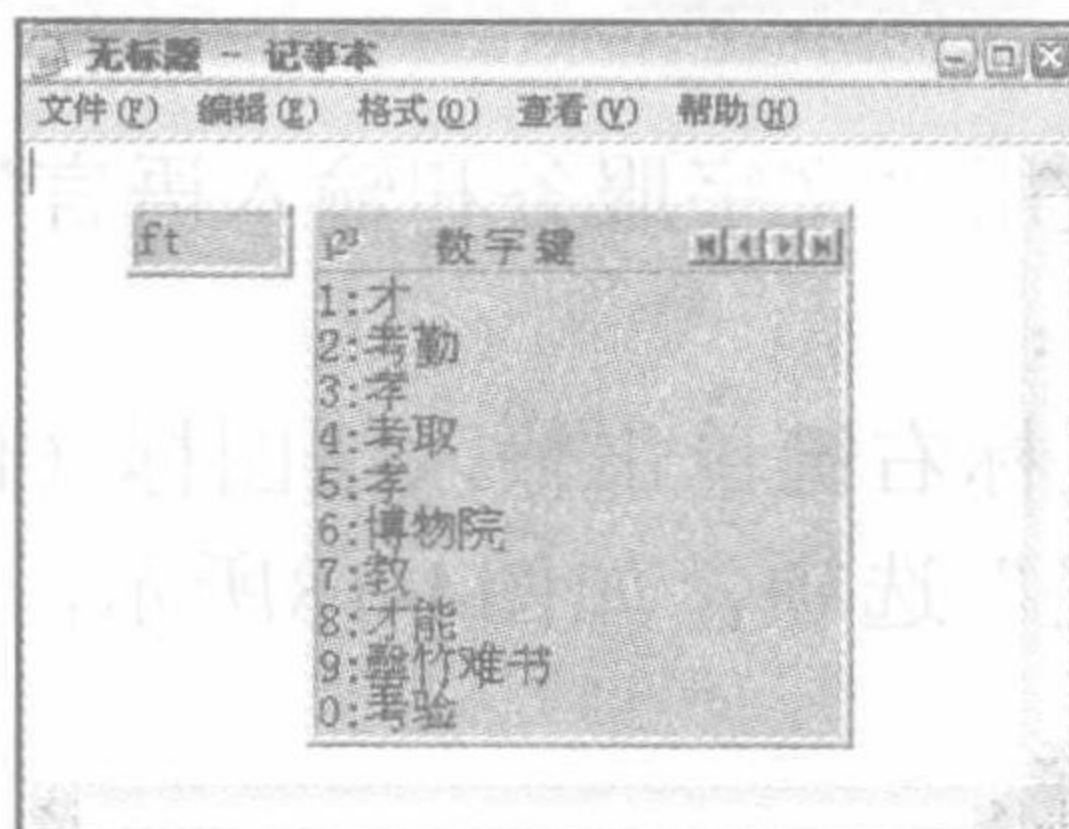 无标题 - 记事本
文件(F) 编辑(E) 格式(O) 查看(V) 帮助(H)
ft
数字键
1:才
2:考勤
3:孝
4:考取
5:孝
6:博物院
7:教
8:才能
9:罄竹难书
0:考验